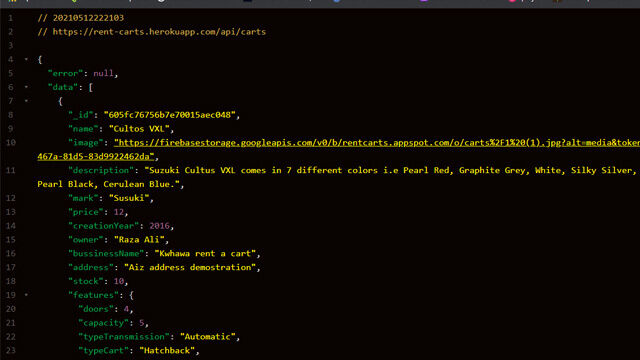 1 // 20210512222103
2 // https://rent-carts.herokuapp.com/api/carts
3
4 {
5 "error": null,
6 "data": [
7 {
8 "_id": "605fc76756b7e70015aec048",
9 "name": "Cultos VXL",
10 "image": "https://firebasestorage.googleapis.com/v0/b/rentcarts.appspot.com/o/carts%2F1%20(1).jpg?alt=media&token
467a-81d5-83d9922462da",
11 "description": "Suzuki Cultus VXL comes in 7 different colors i.e Pearl Red, Graphite Grey, White, Silky Silver,
Pearl Black, Cerulean Blue.",
12 "mark": "Susuki",
13 "price": 12,
14 "creationYear": 2016,
15 "owner": "Raza Ali",
16 "bussinessName": "Kwhawa rent a cart",
17 "address": "Aiz address demostration",
18 "stock": 10,
19 "features": {
20 "doors": 4,
21 "capacity": 5,
22 "typeTransmission": "Automatic",
23 "typeCart": "Hatchback",